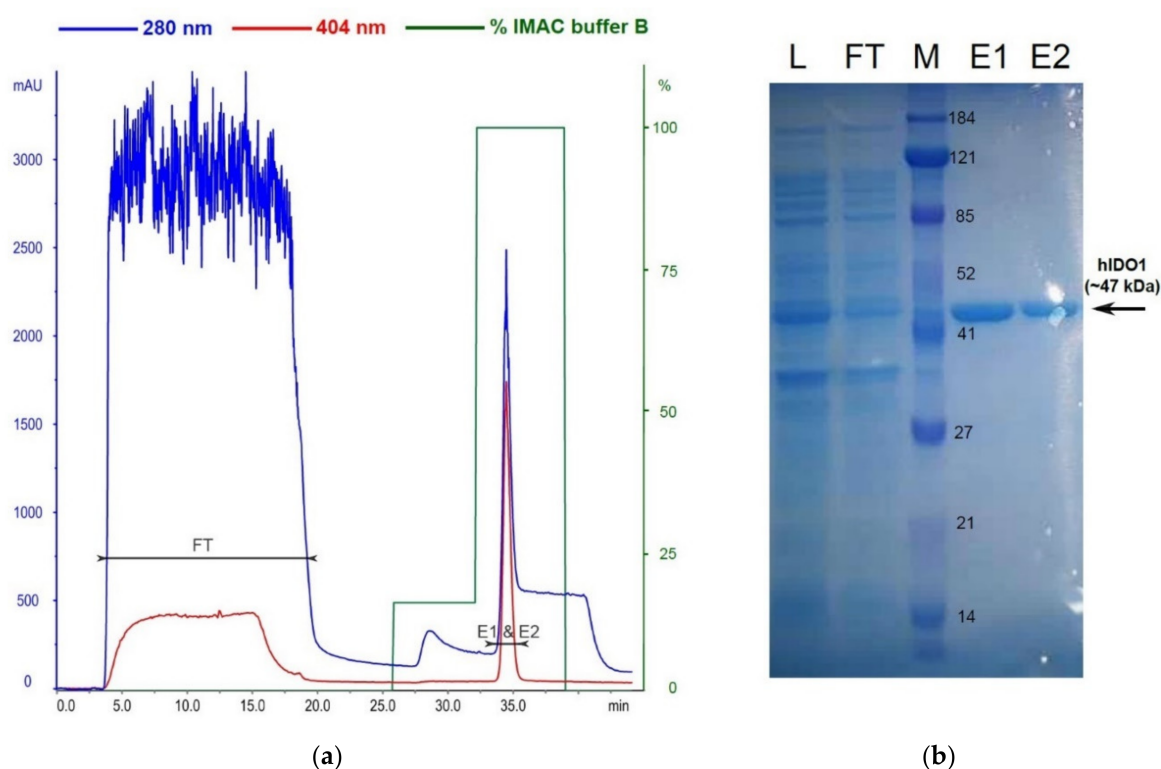 280 nm 404 nm % IMAC buffer B
mAU
3000
2500
2000
1500
1000
500
0
%
100
75
50
25
0
0.0 5.0 10.0 15.0 20.0 25.0 30.0 35.0 min
FT
E1 & E2
(a)
L FT M E1 E2
184
121
85
52
41
27
21
14
hIDO1
(~47 kDa)
(b)